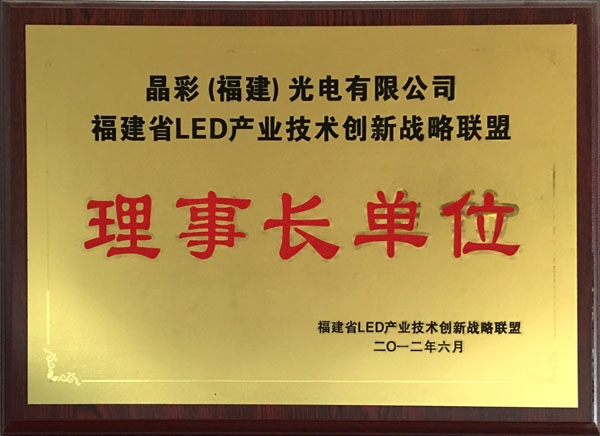 晶彩(福建)光电有限公司
福建省LED产业技术创新战略联盟
理事长单位
福建省LED产业技术创新战略联盟
二〇一二年六月